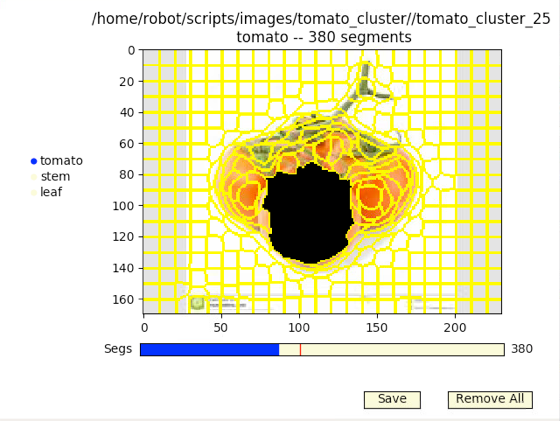 /home/robot/scripts/images/tomato_cluster//tomato_cluster_25
tomato -- 380 segments
0
20
40
60
80
100
120
140
160
0
50
100
150
200
tomato
stem
leaf
Segs
380
Save
Remove All